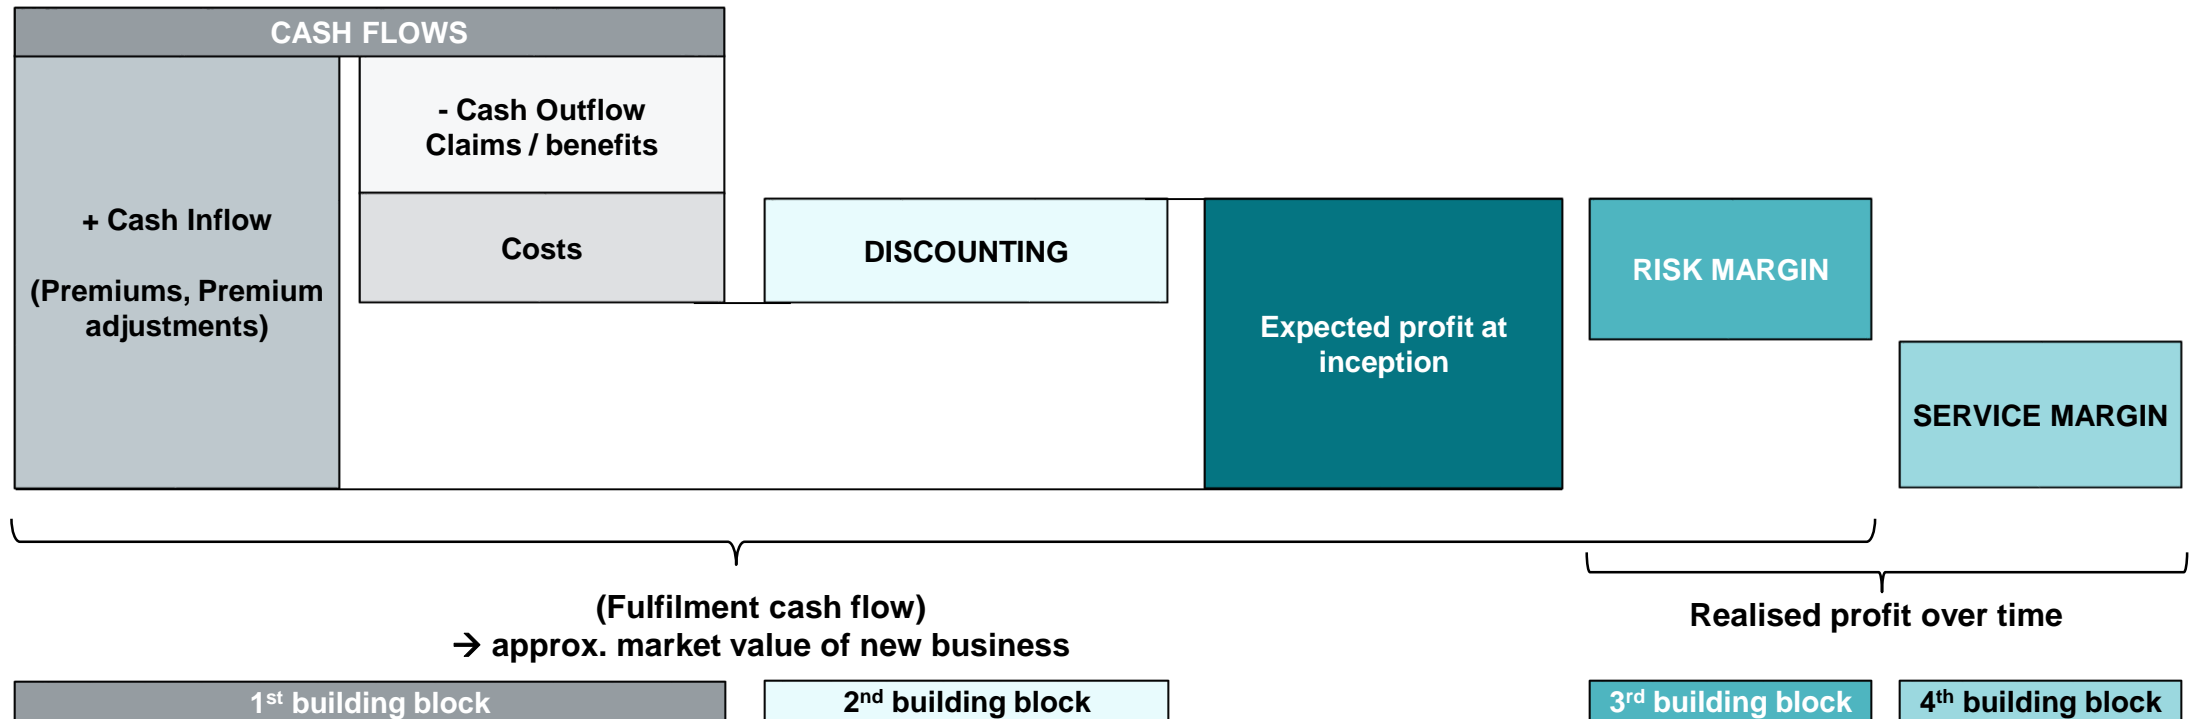 CASH FLOWS
+ Cash Inflow
(Premiums, Premium
adjustments)
- Cash Outflow
Claims / benefits
Costs
DISCOUNTING
Expected profit at
inception
RISK MARGIN
SERVICE MARGIN
(Fulfilment cash flow)
→ approx. market value of new business
Realised profit over time
1st building block
2nd building block
3rd building block
4th building block